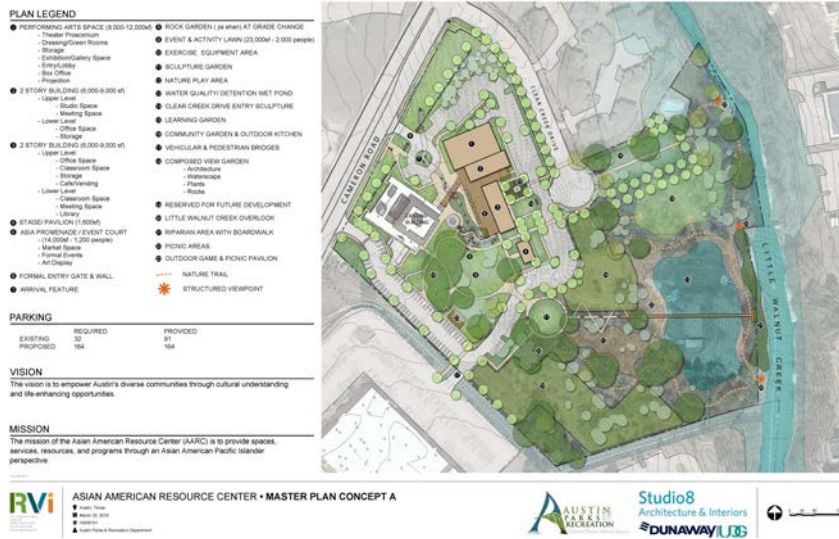 PLAN LEGEND
PERFORMING ARTS SPACE (9,000-12,000sf)
- Theater Proscenium
- Dressing/Green Rooms
- Storage
- Exhibition/Gallery Space
- Entry/Lobby
- Box Office
- Projection
2 STORY BUILDING (6,000-9,000 sf)
- Upper Level
- Studio Space
- Meeting Space
- Lower Level
- Office Space
- Storage
2 STORY BUILDING (6,000-9,000 sf)
- Upper Level
- Office Space
- Classroom Space
- Storage
- Cafe/Vending
- Lower Level
- Classroom Space
- Meeting Space
- Library
STAGE/ PAVILION (1,600sf)
ASIA PROMENADE / EVENT COURT
- (14,000sf - 1,200 people)
- Market Space
- Formal Events
- Art Display
FORMAL ENTRY GATE & WALL
ARRIVAL FEATURE
ROCK GARDEN ( jia shan) AT GRADE CHANGE
EVENT & ACTIVITY LAWN (23,000sf - 2,000 people)
EXERCISE EQUIPMENT AREA
SCULPTURE GARDEN
NATURE PLAY AREA
WATER QUALITY/ DETENTION WET POND
CLEAR CREEK DRIVE ENTRY SCULPTURE
LEARNING GARDEN
COMMUNITY GARDEN & OUTDOOR KITCHEN
VEHICULAR & PEDESTRIAN BRIDGES
COMPOSED VIEW GARDEN
- Architecture
- Waterscape
- Plants
- Rocks
RESERVED FOR FUTURE DEVELOPMENT
LITTLE WALNUT CREEK OVERLOOK
RIPARIAN AREA WITH BOARDWALK
PICNIC AREAS
OUTDOOR GAME & PICNIC PAVILION
NATURE TRAIL
STRUCTURED VIEWPOINT
PARKING
REQUIRED PROVIDED
EXISTING 32 91
PROPOSED 164 164
VISION
The vision is to empower Austin's diverse communities through cultural understanding
and life-enhancing opportunities.
MISSION
The mission of the Asian American Resource Center (AARC) is to provide spaces,
services, resources, and programs through an Asian American Pacific Islander
perspective.
CAMERON ROAD
CLEAR CREEK DRIVE
LITTLE WALNUT CREEK
RVi
ASIAN AMERICAN RESOURCE CENTER • MASTER PLAN CONCEPT A
Austin, Texas
Austin Parks & Recreation Department
AUSTIN
PARKS
RECREATION
Studio8
Architecture & Interiors
DUNAWAY UDG